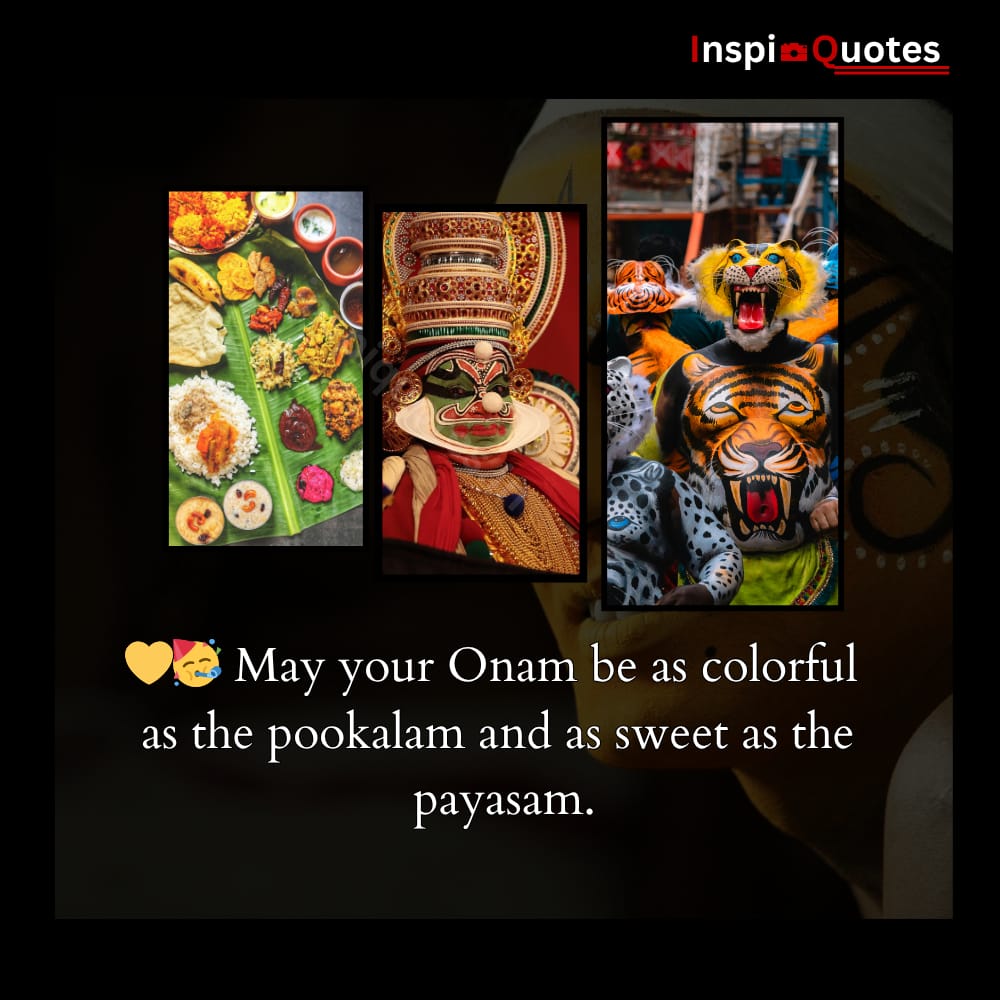 Inspi Quotes
💛🥳 May your Onam be as colorful
as the pookalam and as sweet as the
payasam.